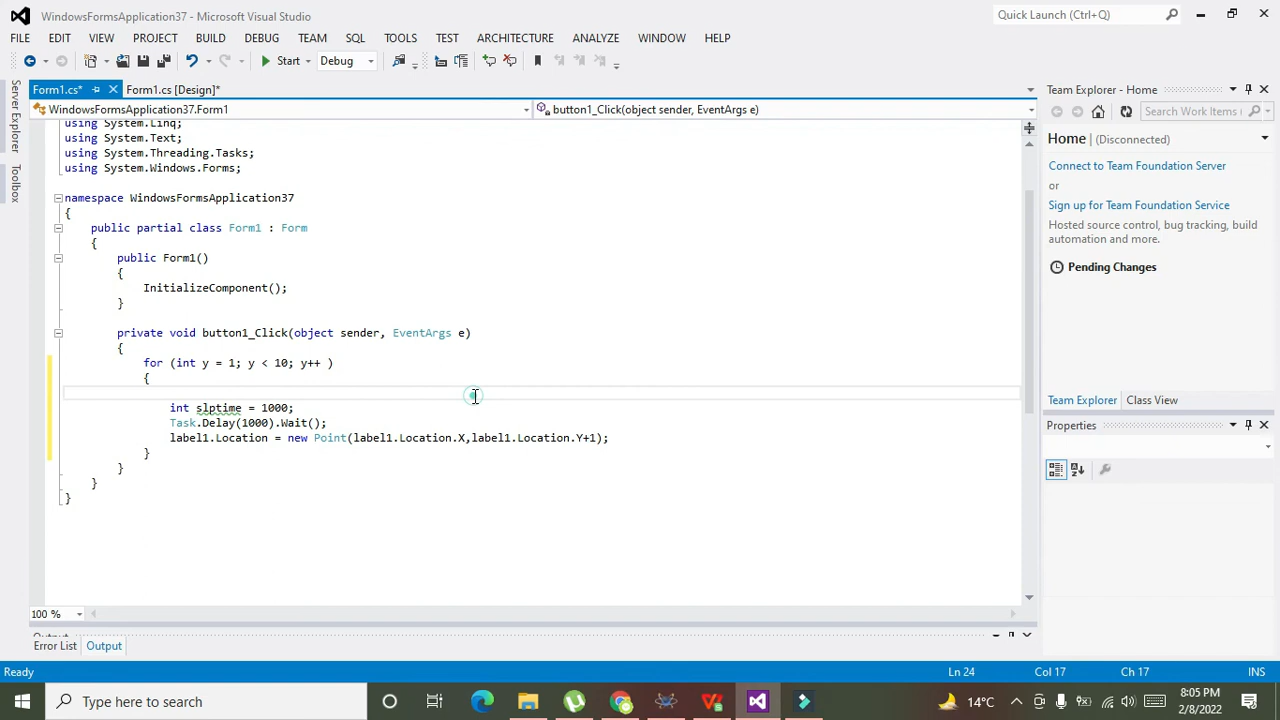 WindowsFormsApplication37 - Microsoft Visual Studio
Quick Launch (Ctrl+Q)
FILE EDIT VIEW PROJECT BUILD DEBUG TEAM SQL TOOLS TEST ARCHITECTURE ANALYZE WINDOW HELP
Start Debug
Form1.cs* Form1.cs [Design]*
Team Explorer - Home
WindowsFormsApplication37.Form1
button1_Click(object sender, EventArgs e)
Server Explorer
Toolbox
using System.Linq;
using System.Text;
using System.Threading.Tasks;
using System.Windows.Forms;
namespace WindowsFormsApplication37
{
public partial class Form1 : Form
{
public Form1()
{
InitializeComponent();
}
private void button1_Click(object sender, EventArgs e)
{
for (int y = 1; y < 10; y++ )
{
int slptime = 1000;
Task.Delay(1000).Wait();
label1.Location = new Point(label1.Location.X,label1.Location.Y+1);
}
}
}
}
100 %
Search Work Items
Home | (Disconnected)
Connect to Team Foundation Server
or
Sign up for Team Foundation Service
Hosted source control, bug tracking, build
automation and more.
Pending Changes
Team Explorer Class View
Properties
Output
Error List Output
Ready
Ln 24 Col 17 Ch 17 INS
Type here to search
14°C
8:05 PM
2/8/2022